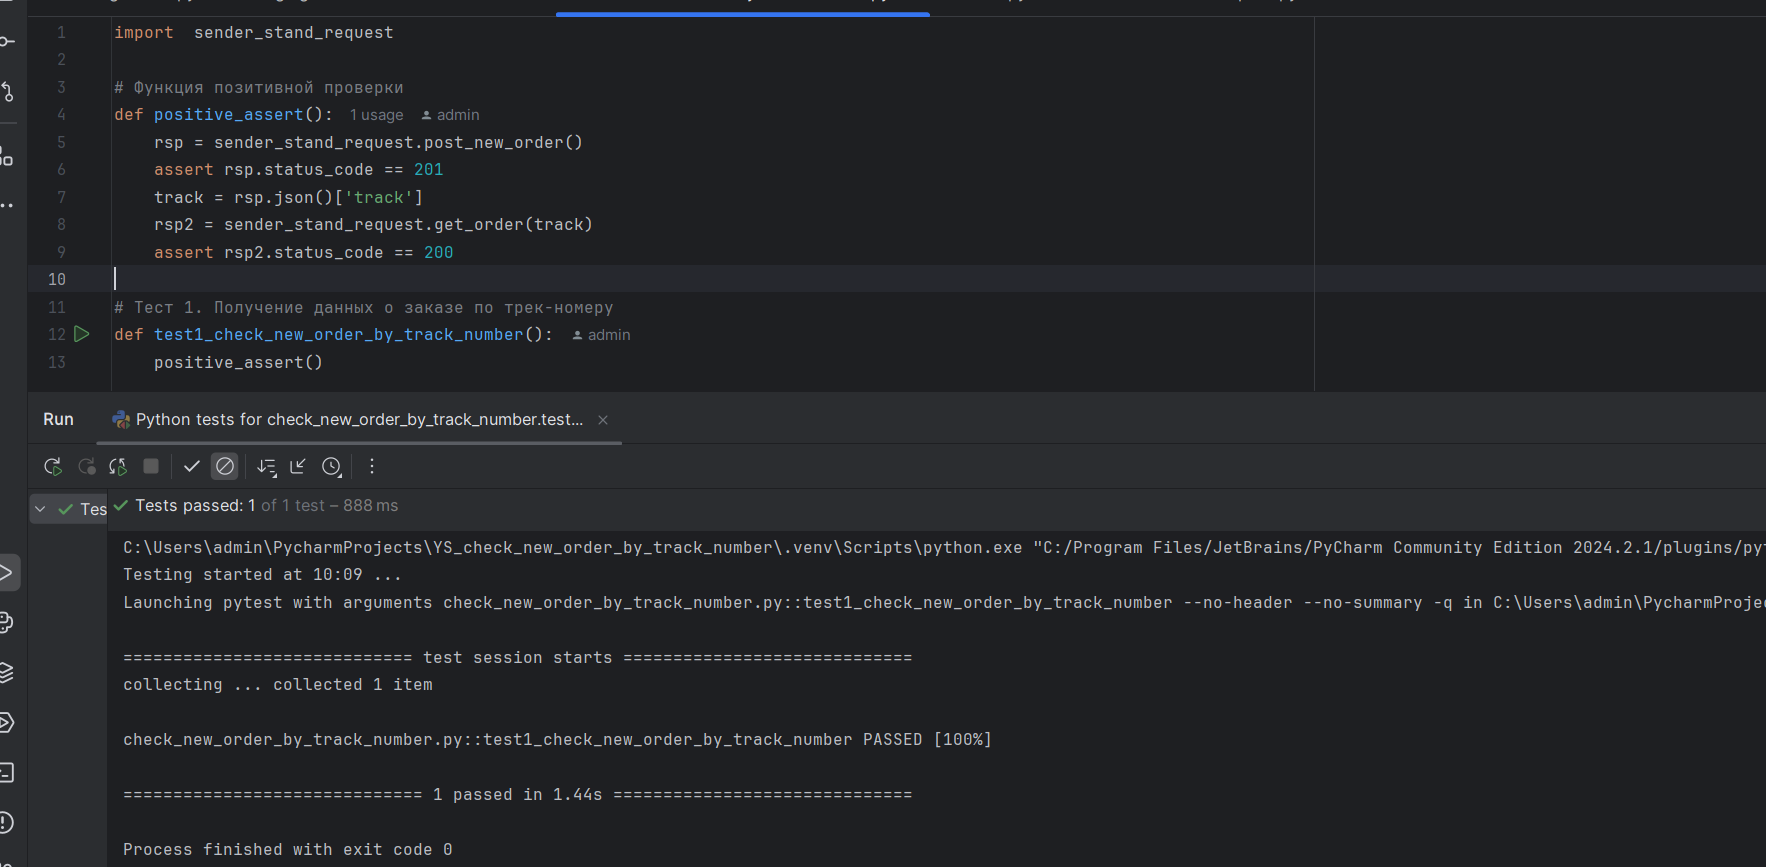 1 import  sender_stand_request
2
3 # Функция позитивной проверки
4 def positive_assert():  1 usage  admin
5     rsp = sender_stand_request.post_new_order()
6     assert rsp.status_code == 201
7     track = rsp.json()['track']
8     rsp2 = sender_stand_request.get_order(track)
9     assert rsp2.status_code == 200
10
11 # Тест 1. Получение данных о заказе по трек-номеру
12 def test1_check_new_order_by_track_number():  admin
13     positive_assert()
Run  Python tests for check_new_order_by_track_number.test...
Tes  Tests passed: 1 of 1 test – 888 ms
C:\Users\admin\PycharmProjects\YS_check_new_order_by_track_number\.venv\Scripts\python.exe "C:/Program Files/JetBrains/PyCharm Community Edition 2024.2.1/plugins/py
Testing started at 10:09 ...
Launching pytest with arguments check_new_order_by_track_number.py::test1_check_new_order_by_track_number --no-header --no-summary -q in C:\Users\admin\PycharmProje
============================= test session starts =============================
collecting ... collected 1 item
check_new_order_by_track_number.py::test1_check_new_order_by_track_number PASSED [100%]
============================== 1 passed in 1.44s ==============================
Process finished with exit code 0